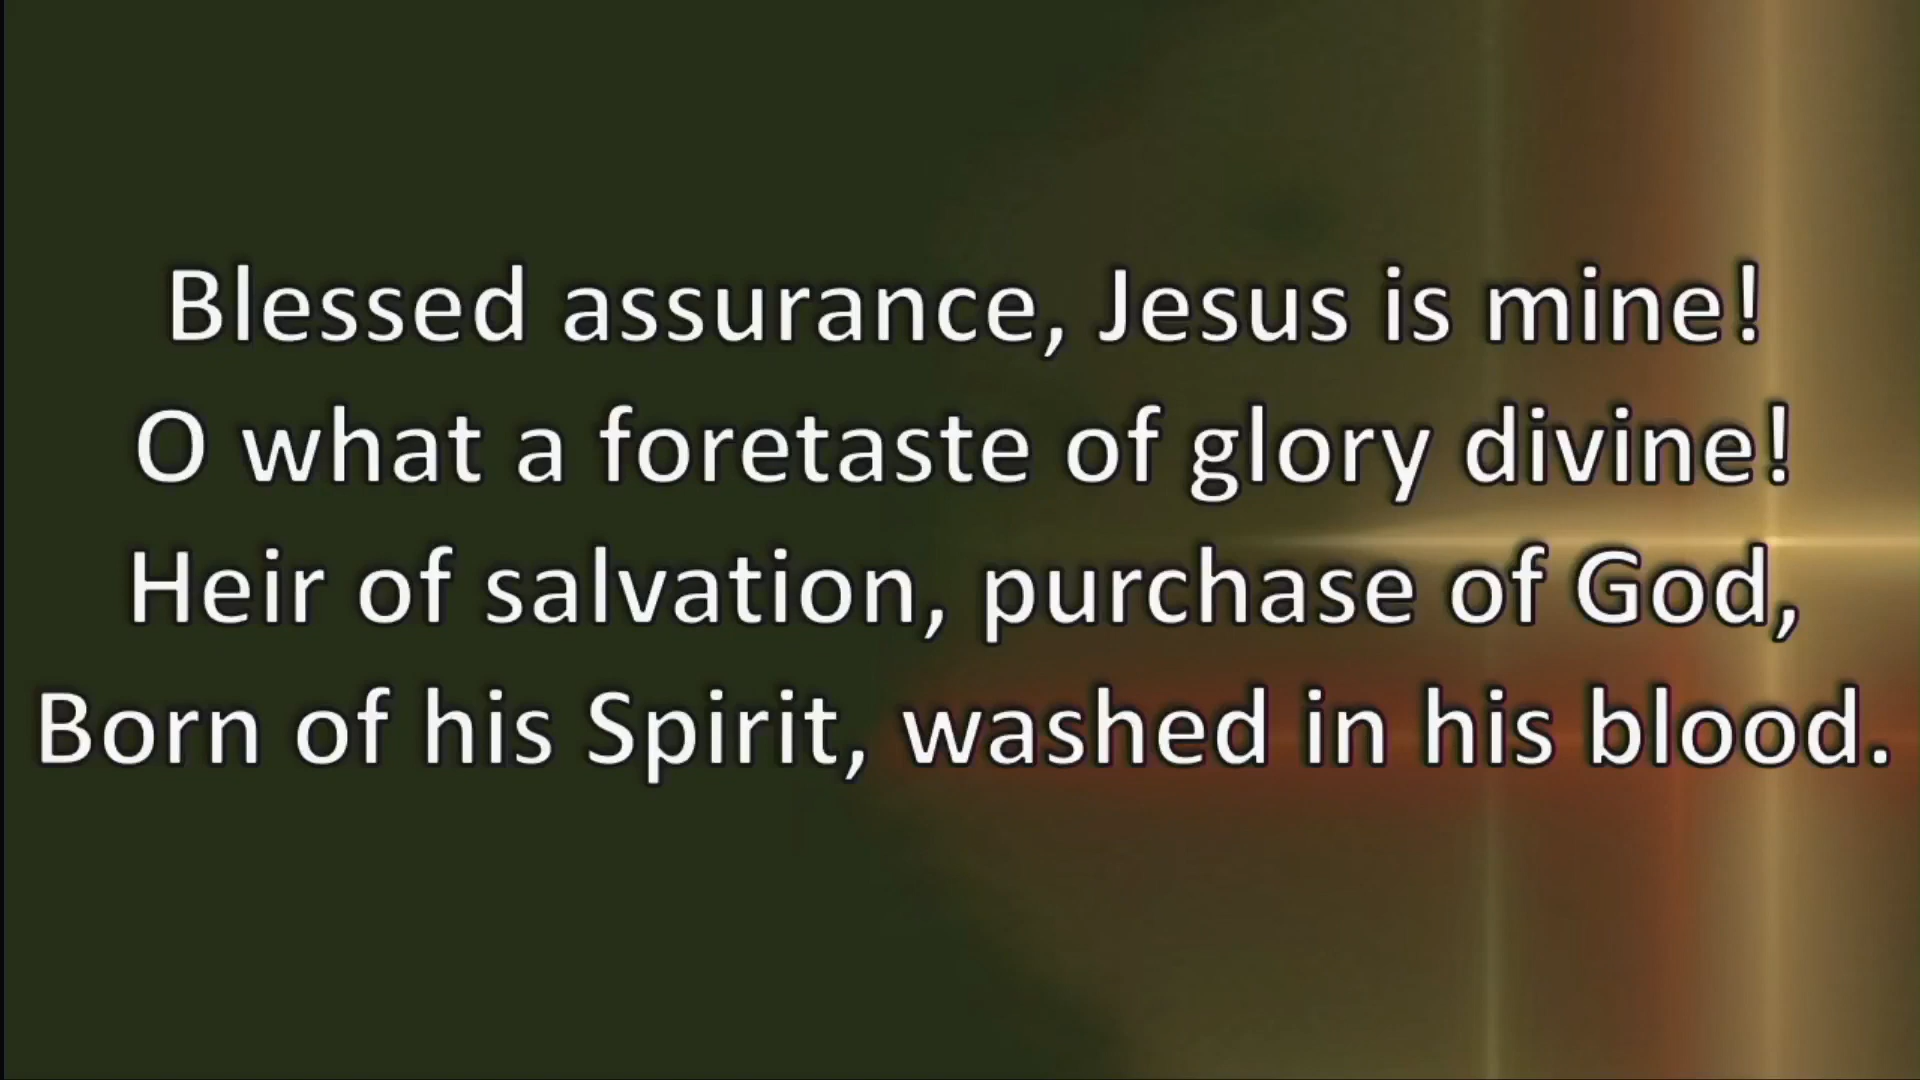 Blessed assurance, Jesus is mine!
O what a foretaste of glory divine!
Heir of salvation, purchase of God,
Born of his Spirit, washed in his blood.